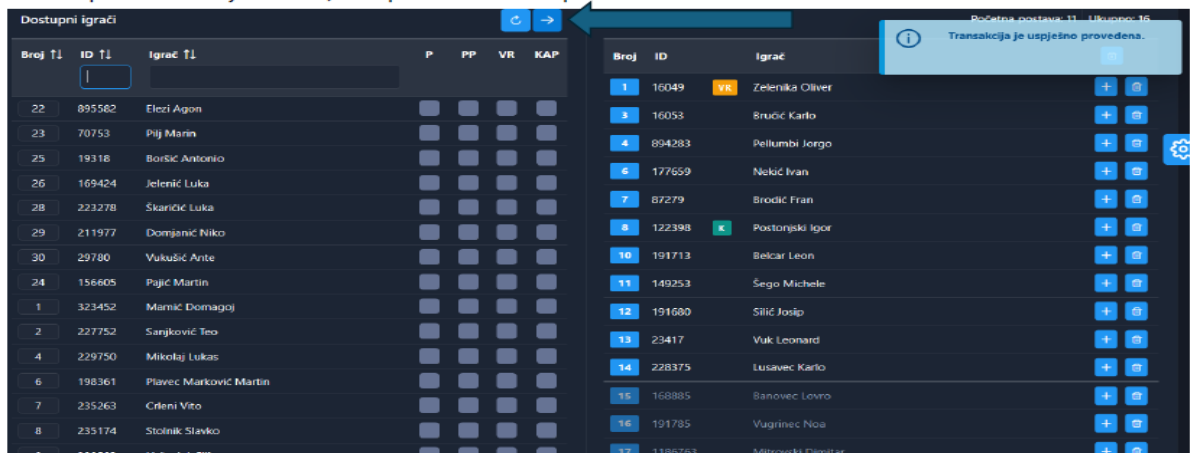 Dostupni igrači
Početna postava: 11 Ukupno: 16
Transakcija je uspješno provedena.
Broj ↑↓ ID ↑↓ Igrač ↑↓ P PP VR KAP
22 895582 Elezi Agon
23 70753 Pilj Marin
25 19318 Boršić Antonio
26 169424 Jelenić Luka
28 223278 Škaričić Luka
29 211977 Domjanić Niko
30 29780 Vukušić Ante
24 156605 Pajić Martin
1 323452 Mamić Domagoj
2 227752 Sanjković Teo
4 229750 Mikolaj Lukas
6 198361 Plavec Marković Martin
7 235263 Crleni Vito
8 235174 Stolnik Slavko
Broj ID Igrač
1 16049 VK Zelenika Oliver
3 16053 Bručić Karlo
4 894283 Pellumbi Jorgo
6 177659 Nekić Ivan
7 87279 Brodić Fran
8 122398 K Postonjski Igor
10 191713 Belcar Leon
11 149253 Šego Michele
12 191680 Silić Josip
13 23417 Vuk Leonard
14 228375 Lusavec Karlo
15 168885 Banovec Lovro
16 191785 Vugrinec Noa
17 1186763 Mitrovski Dimitar